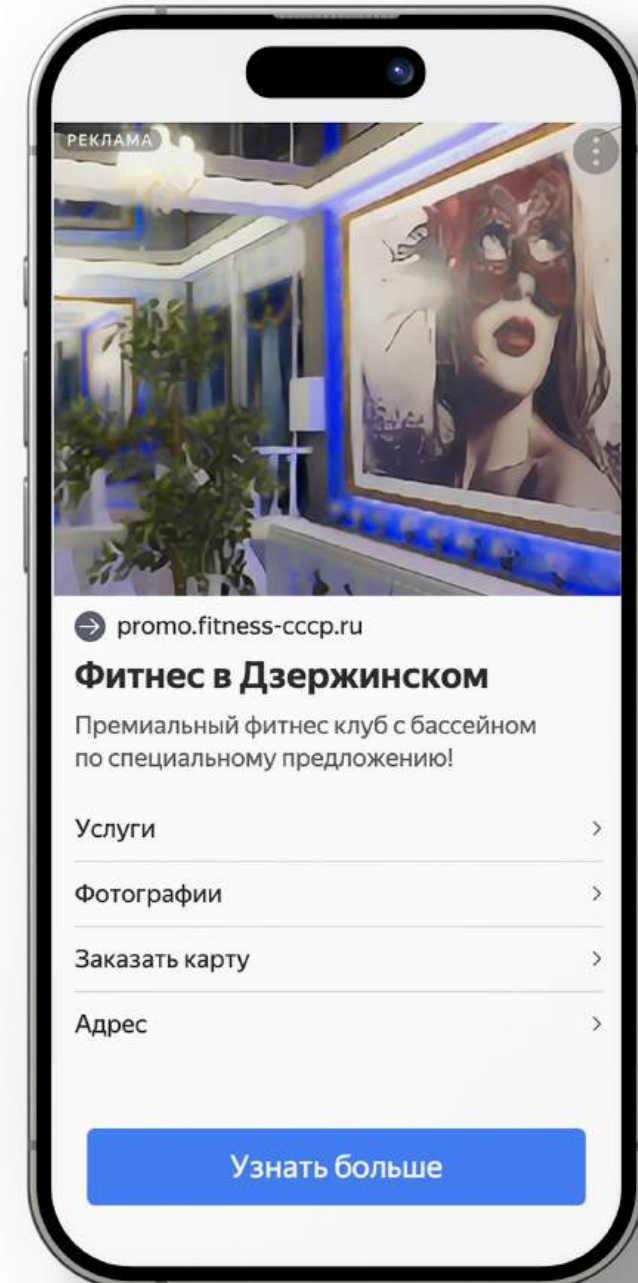 РЕКЛАМА
promo.fitness-cccp.ru
Фитнес в Дзержинском
Премиальный фитнес клуб с бассейном
по специальному предложению!
Услуги
Фотографии
Заказать карту
Адрес
Узнать больше